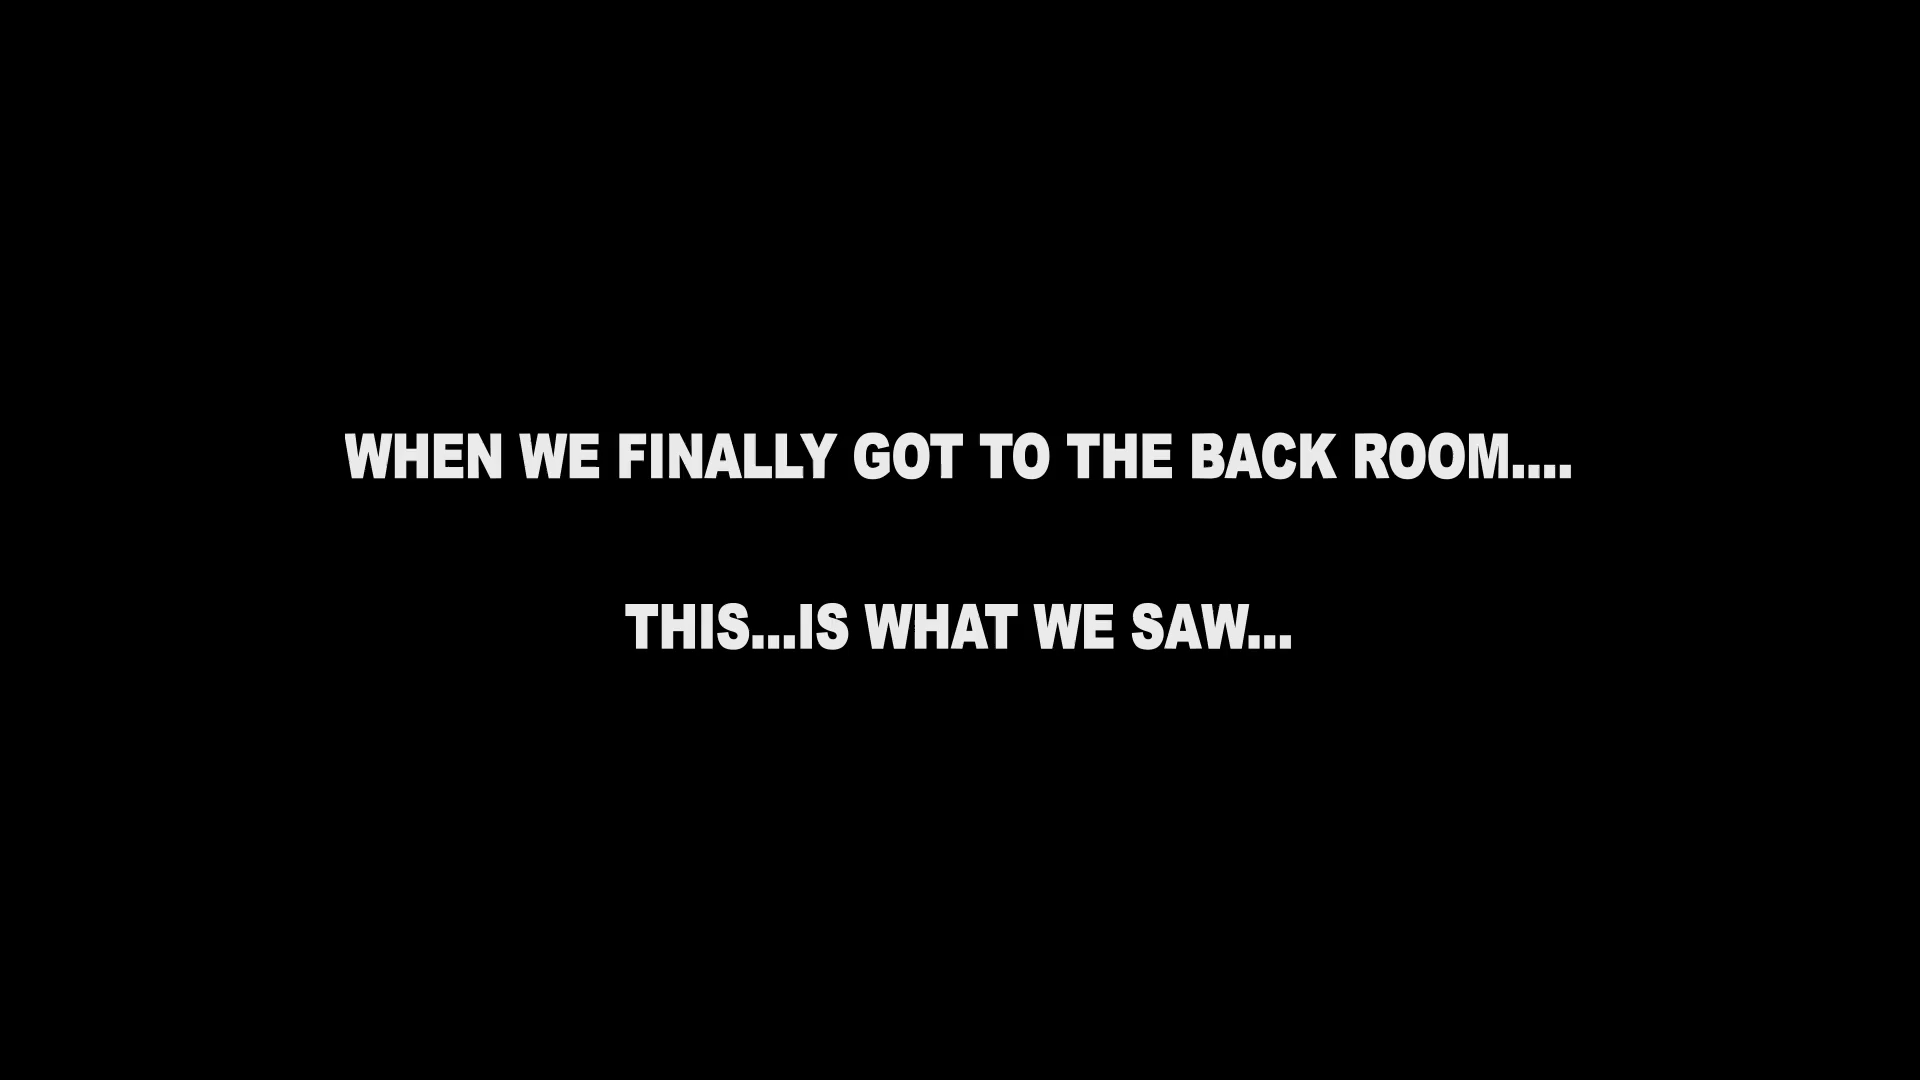 WHEN WE FINALLY GOT TO THE BACK ROOM....
THIS...IS WHAT WE SAW...